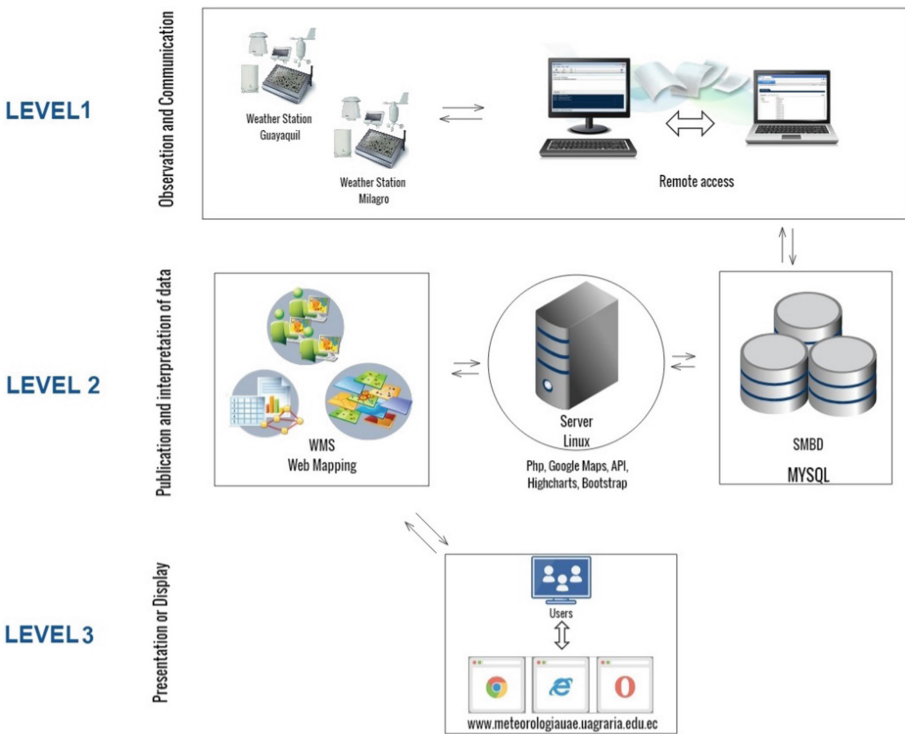 LEVEL1
Observation and Communication
Weather Station
Guayaquil
Weather Station
Milagro
Remote access
LEVEL 2
Publication and interpretation of data
WMS
Web Mapping
Server
Linux
Php, Google Maps, API,
Highcharts, Bootstrap
SMBD
MYSQL
LEVEL3
Presentation or Display
Users
www.meteorologiauae.uagraria.edu.ec